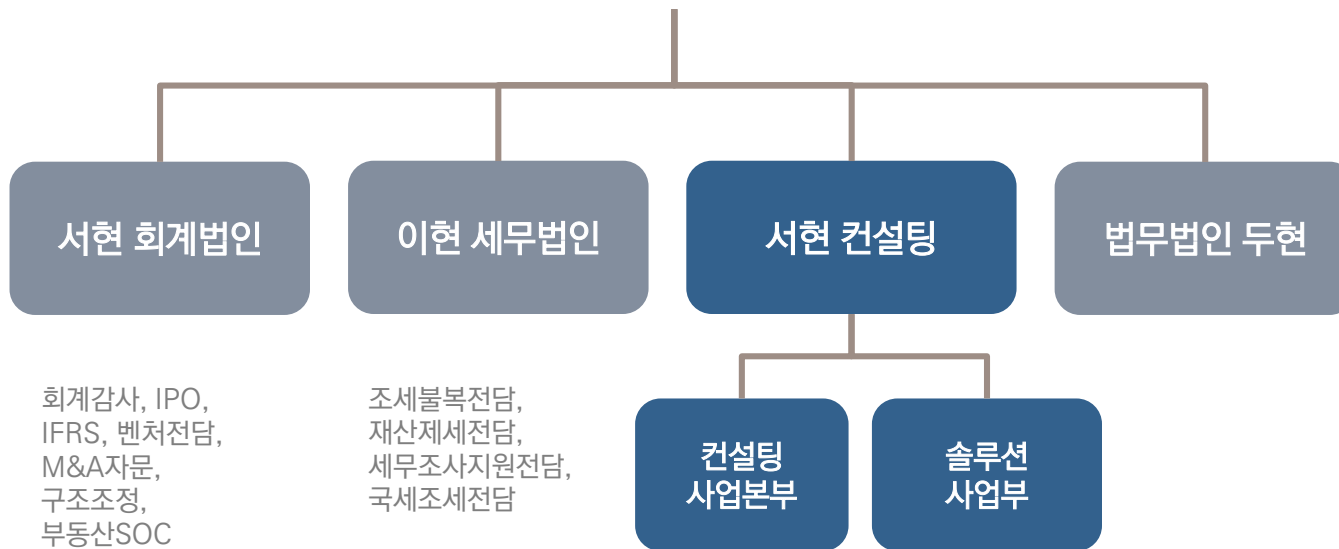 서현 회계법인
이현 세무법인
서현 컨설팅
법무법인 두현
회계감사, IPO,
IFRS, 벤처전담,
M&A자문,
구조조정,
부동산SOC
조세불복전담,
재산제세전담,
세무조사지원전담,
국세조세전담
컨설팅
사업본부
솔루션
사업부